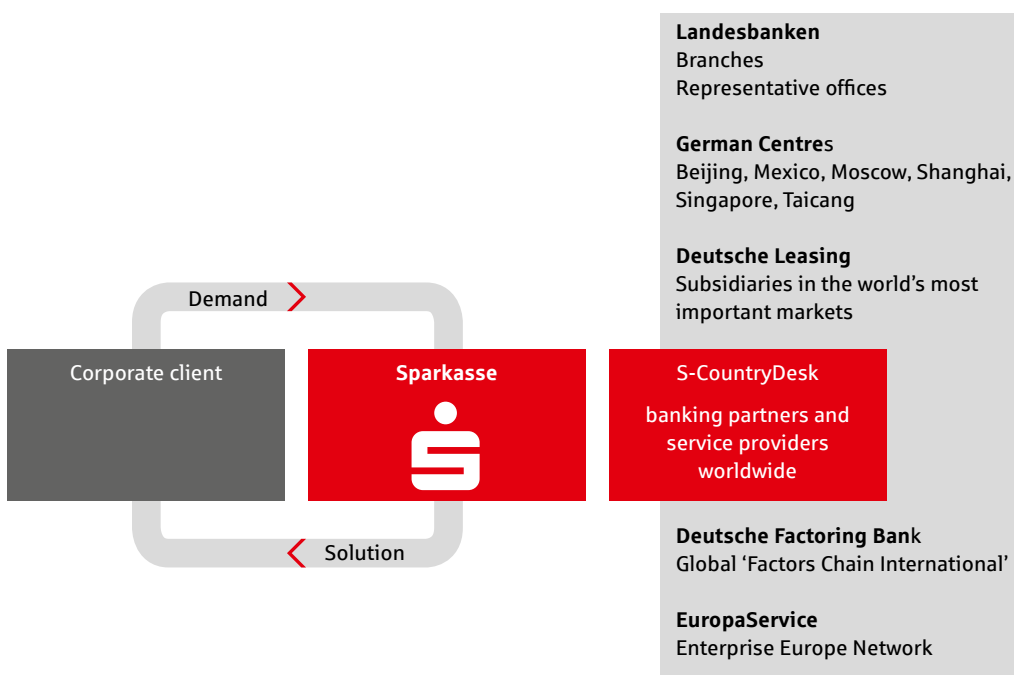 Landesbanken
Branches
Representative offices
German Centres
Beijing, Mexico, Moscow, Shanghai,
Singapore, Taicang
Deutsche Leasing
Subsidiaries in the world’s most
important markets
Demand
Corporate client
Sparkasse
S-CountryDesk
banking partners and
service providers
worldwide
Solution
Deutsche Factoring Bank
Global ‘Factors Chain International’
EuropaService
Enterprise Europe Network